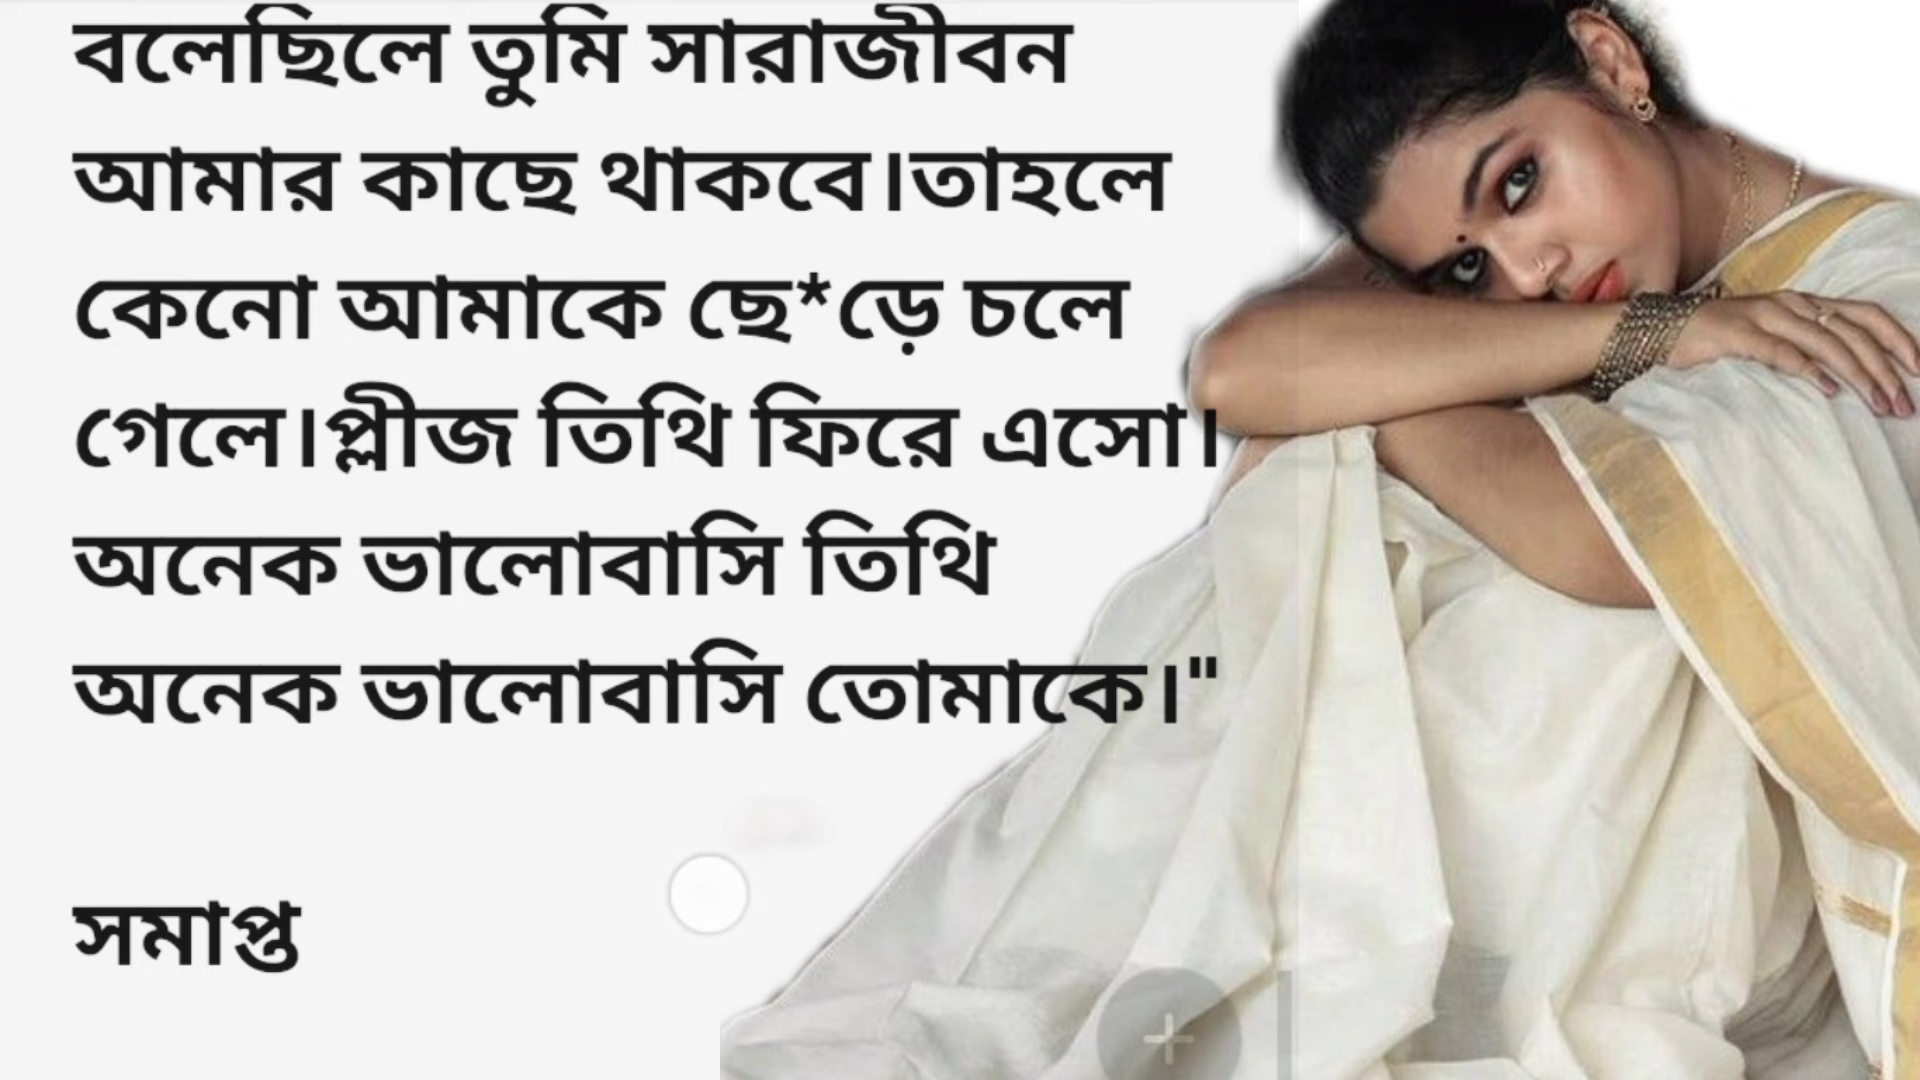 বলেছিলে তুমি সারাজীবন
আমার কাছে থাকবে।তাহলে
কেনো আমাকে ছে*ড়ে চলে
গেলে।প্লীজ তিথি ফিরে এসো।
অনেক ভালোবাসি তিথি
অনেক ভালোবাসি তোমাকে।"
সমাপ্ত